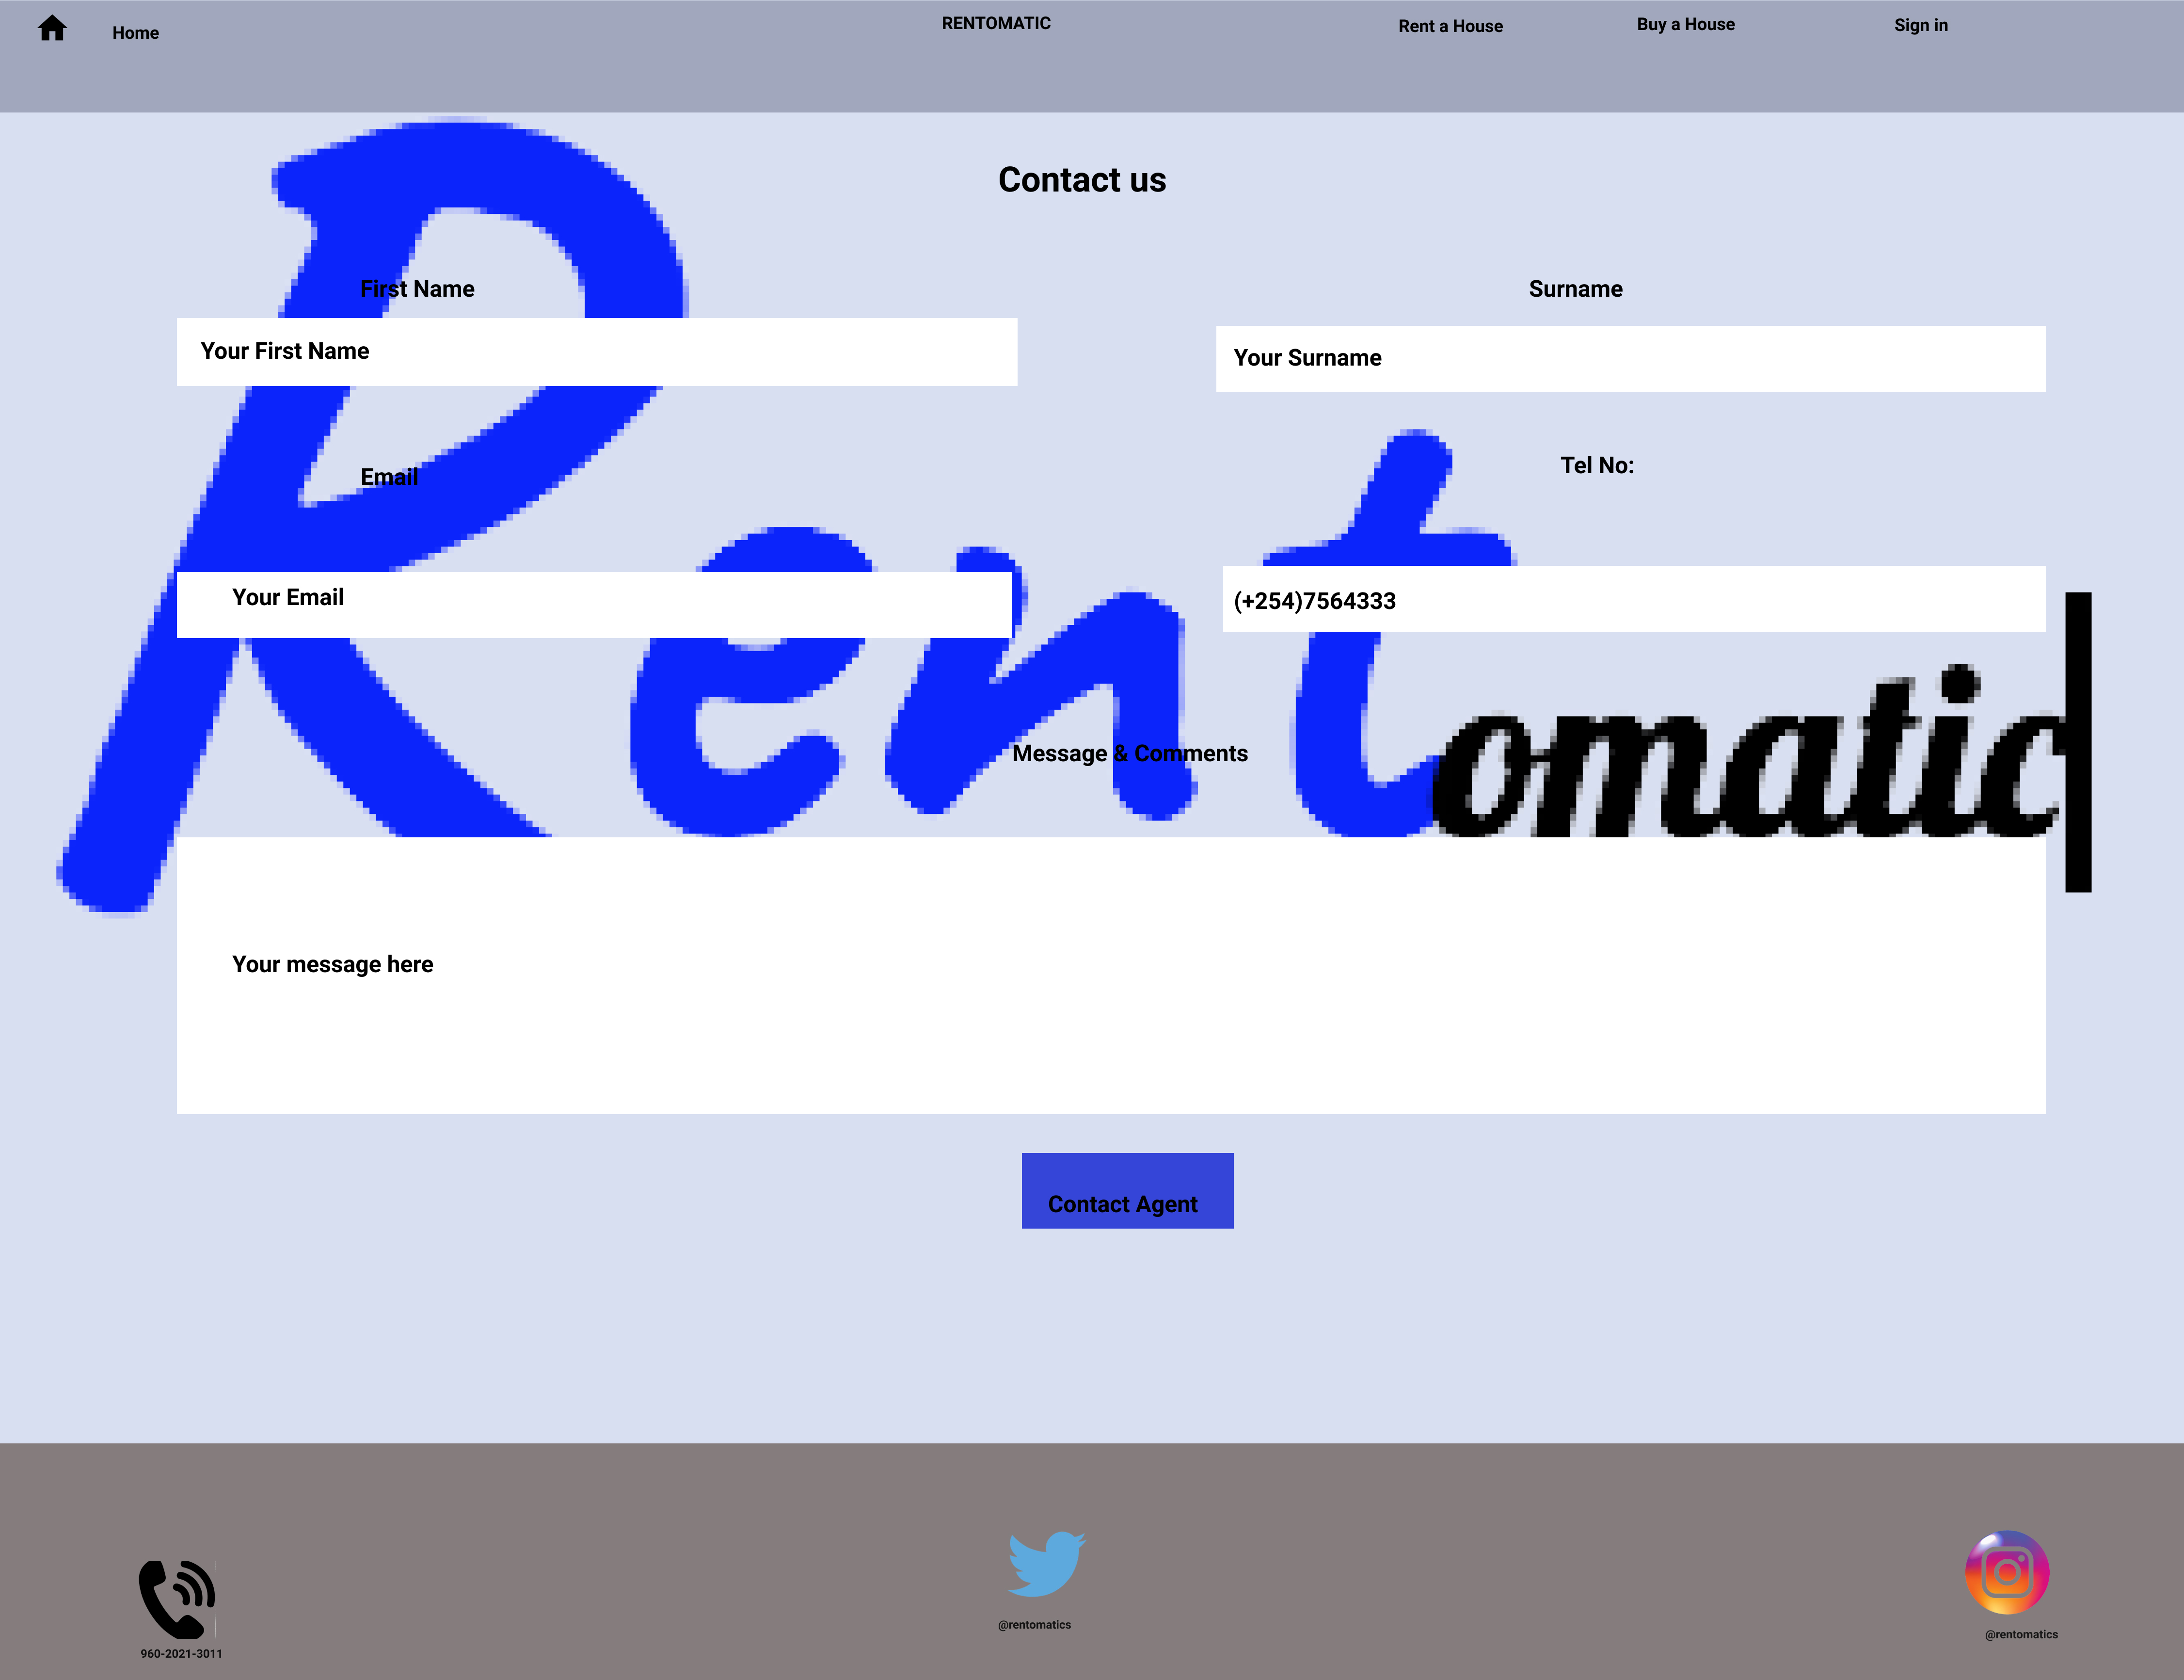 Home
RENTOMATIC
Rent a House
Buy a House
Sign in
Contact us
First Name
Surname
Your First Name
Your Surname
Email
Tel No:
Your Email
(+254)7564333
Rentomatic
Message & Comments
Your message here
Contact Agent
960-2021-3011
@rentomatics
@rentomatics